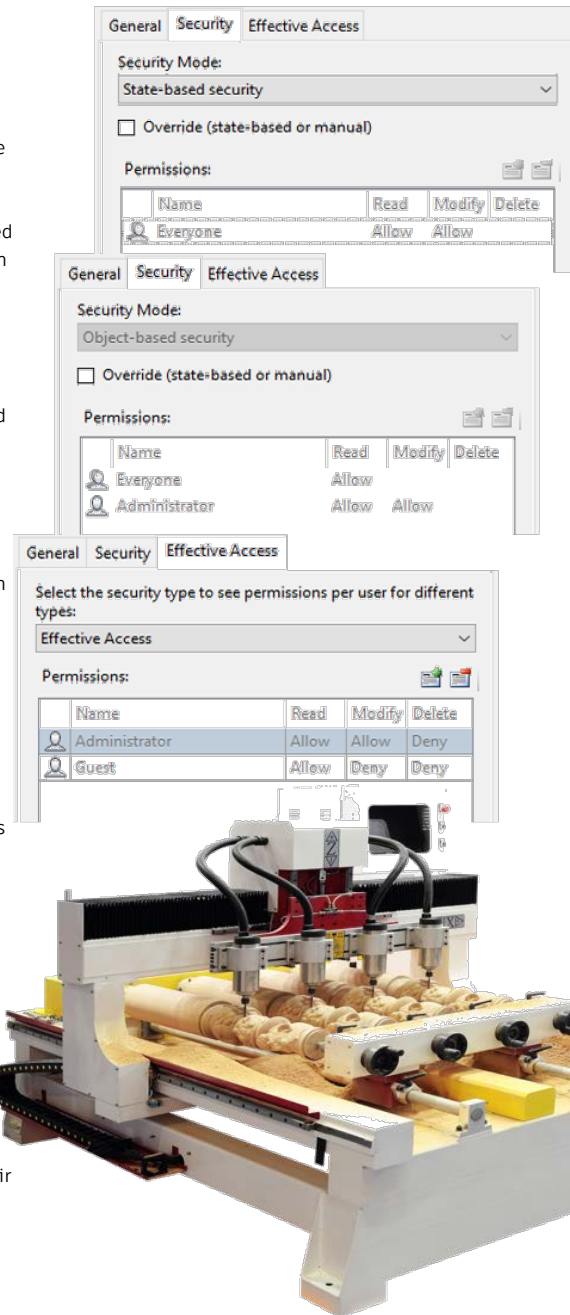 General Security Effective Access
Security Mode:
State-based security
Override (state-based or manual)
Permissions:
Name Read Modify Delete
Everyone Allow Allow
General Security Effective Access
Security Mode:
Object-based security
Override (state-based or manual)
Permissions:
Name Read Modify Delete
Everyone Allow
Administrator Allow Allow
General Security Effective Access
Select the security type to see permissions per user for different
types:
Effective Access
Permissions:
Name Read Modify Delete
Administrator Allow Allow Deny
Guest Allow Deny Deny